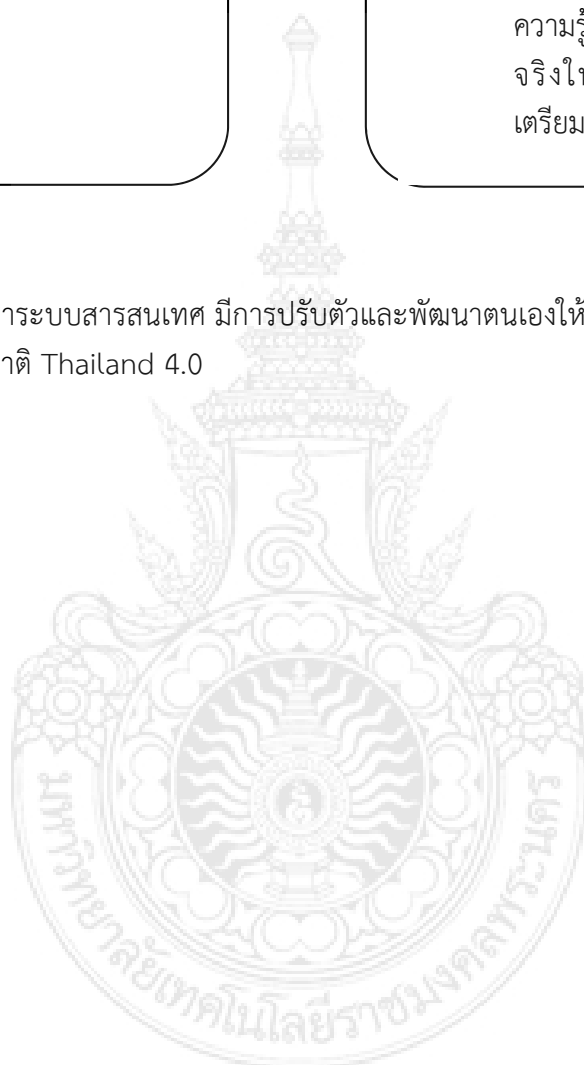 ความรู้
จริงใน
เตรียม
าระบบสารสนเทศ มีการปรับตัวและพัฒนาตนเองให้
าติ Thailand 4.0
มหาวิทยาลัยเทคโนโลยีราชมงคลพระนคร